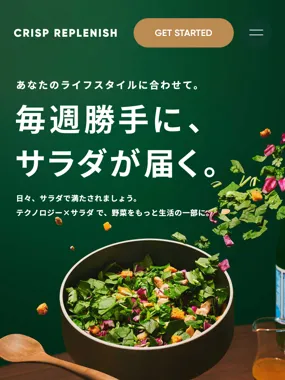 CRISP REPLENISH
GET STARTED
あなたのライフスタイルに合わせて。
毎週勝手に、
サラダが届く。
日々、サラダで満たされましょう。
テクノロジー×サラダ で、野菜をもっと生活の一部に。